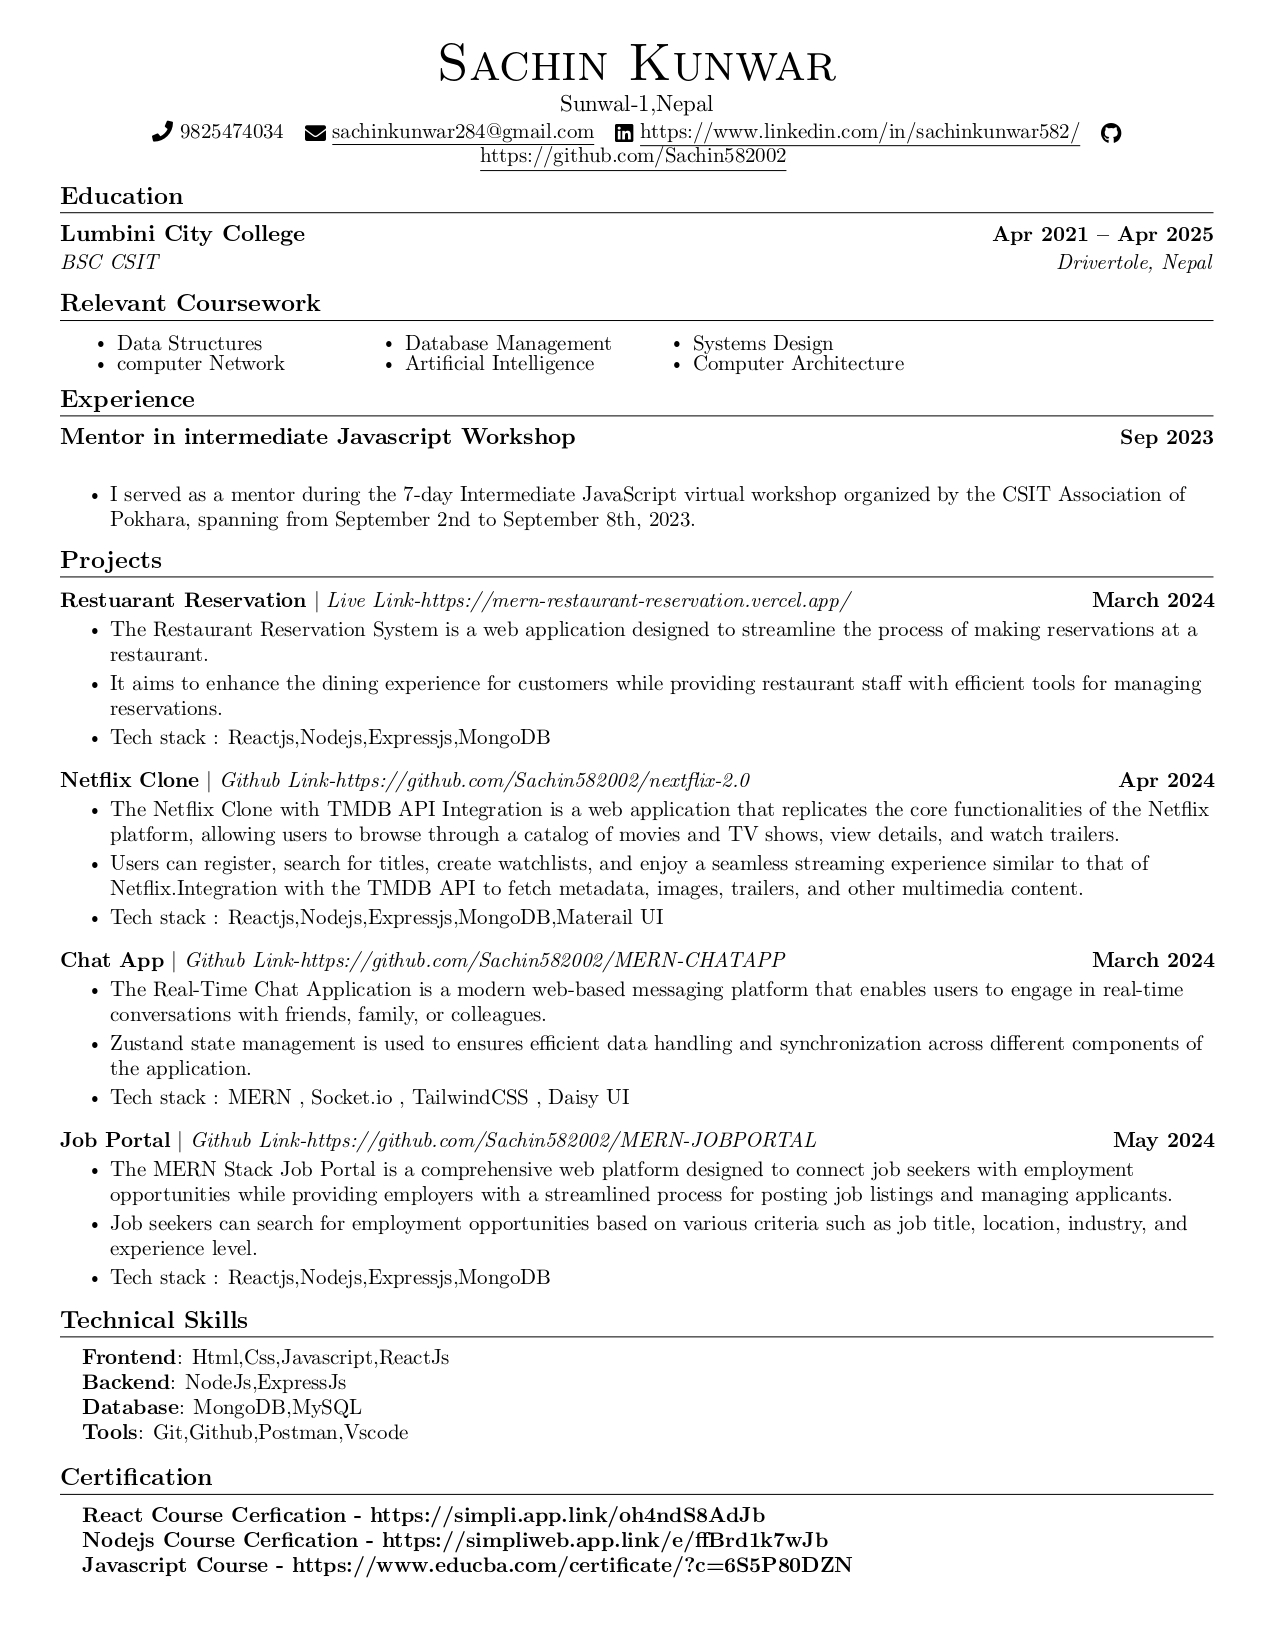 Sachin Kunwar
Sunwal-1,Nepal
9825474034 sachinkunwar284@gmail.com https://www.linkedin.com/in/sachinkunwar582/
https://github.com/Sachin582002
Education
Lumbini City College Apr 2021 – Apr 2025
BSC CSIT Drivertole, Nepal
Relevant Coursework
• Data Structures • Database Management • Systems Design
• computer Network • Artificial Intelligence • Computer Architecture
Experience
Mentor in intermediate Javascript Workshop Sep 2023
• I served as a mentor during the 7-day Intermediate JavaScript virtual workshop organized by the CSIT Association of
Pokhara, spanning from September 2nd to September 8th, 2023.
Projects
Restuarant Reservation | Live Link-https://mern-restaurant-reservation.vercel.app/ March 2024
• The Restaurant Reservation System is a web application designed to streamline the process of making reservations at a
restaurant.
• It aims to enhance the dining experience for customers while providing restaurant staff with efficient tools for managing
reservations.
• Tech stack : Reactjs,Nodejs,Expressjs,MongoDB
Netflix Clone | Github Link-https://github.com/Sachin582002/nextflix-2.0 Apr 2024
• The Netflix Clone with TMDB API Integration is a web application that replicates the core functionalities of the Netflix
platform, allowing users to browse through a catalog of movies and TV shows, view details, and watch trailers.
• Users can register, search for titles, create watchlists, and enjoy a seamless streaming experience similar to that of
Netflix.Integration with the TMDB API to fetch metadata, images, trailers, and other multimedia content.
• Tech stack : Reactjs,Nodejs,Expressjs,MongoDB,Materail UI
Chat App | Github Link-https://github.com/Sachin582002/MERN-CHATAPP March 2024
• The Real-Time Chat Application is a modern web-based messaging platform that enables users to engage in real-time
conversations with friends, family, or colleagues.
• Zustand state management is used to ensures efficient data handling and synchronization across different components of
the application.
• Tech stack : MERN , Socket.io , TailwindCSS , Daisy UI
Job Portal | Github Link-https://github.com/Sachin582002/MERN-JOBPORTAL May 2024
• The MERN Stack Job Portal is a comprehensive web platform designed to connect job seekers with employment
opportunities while providing employers with a streamlined process for posting job listings and managing applicants.
• Job seekers can search for employment opportunities based on various criteria such as job title, location, industry, and
experience level.
• Tech stack : Reactjs,Nodejs,Expressjs,MongoDB
Technical Skills
Frontend: Html,Css,Javascript,ReactJs
Backend: NodeJs,ExpressJs
Database: MongoDB,MySQL
Tools: Git,Github,Postman,Vscode
Certification
React Course Cerfication - https://simpli.app.link/oh4ndS8AdJb
Nodejs Course Cerfication - https://simpliweb.app.link/e/ffBrd1k7wJb
Javascript Course - https://www.educba.com/certificate/?c=6S5P80DZN